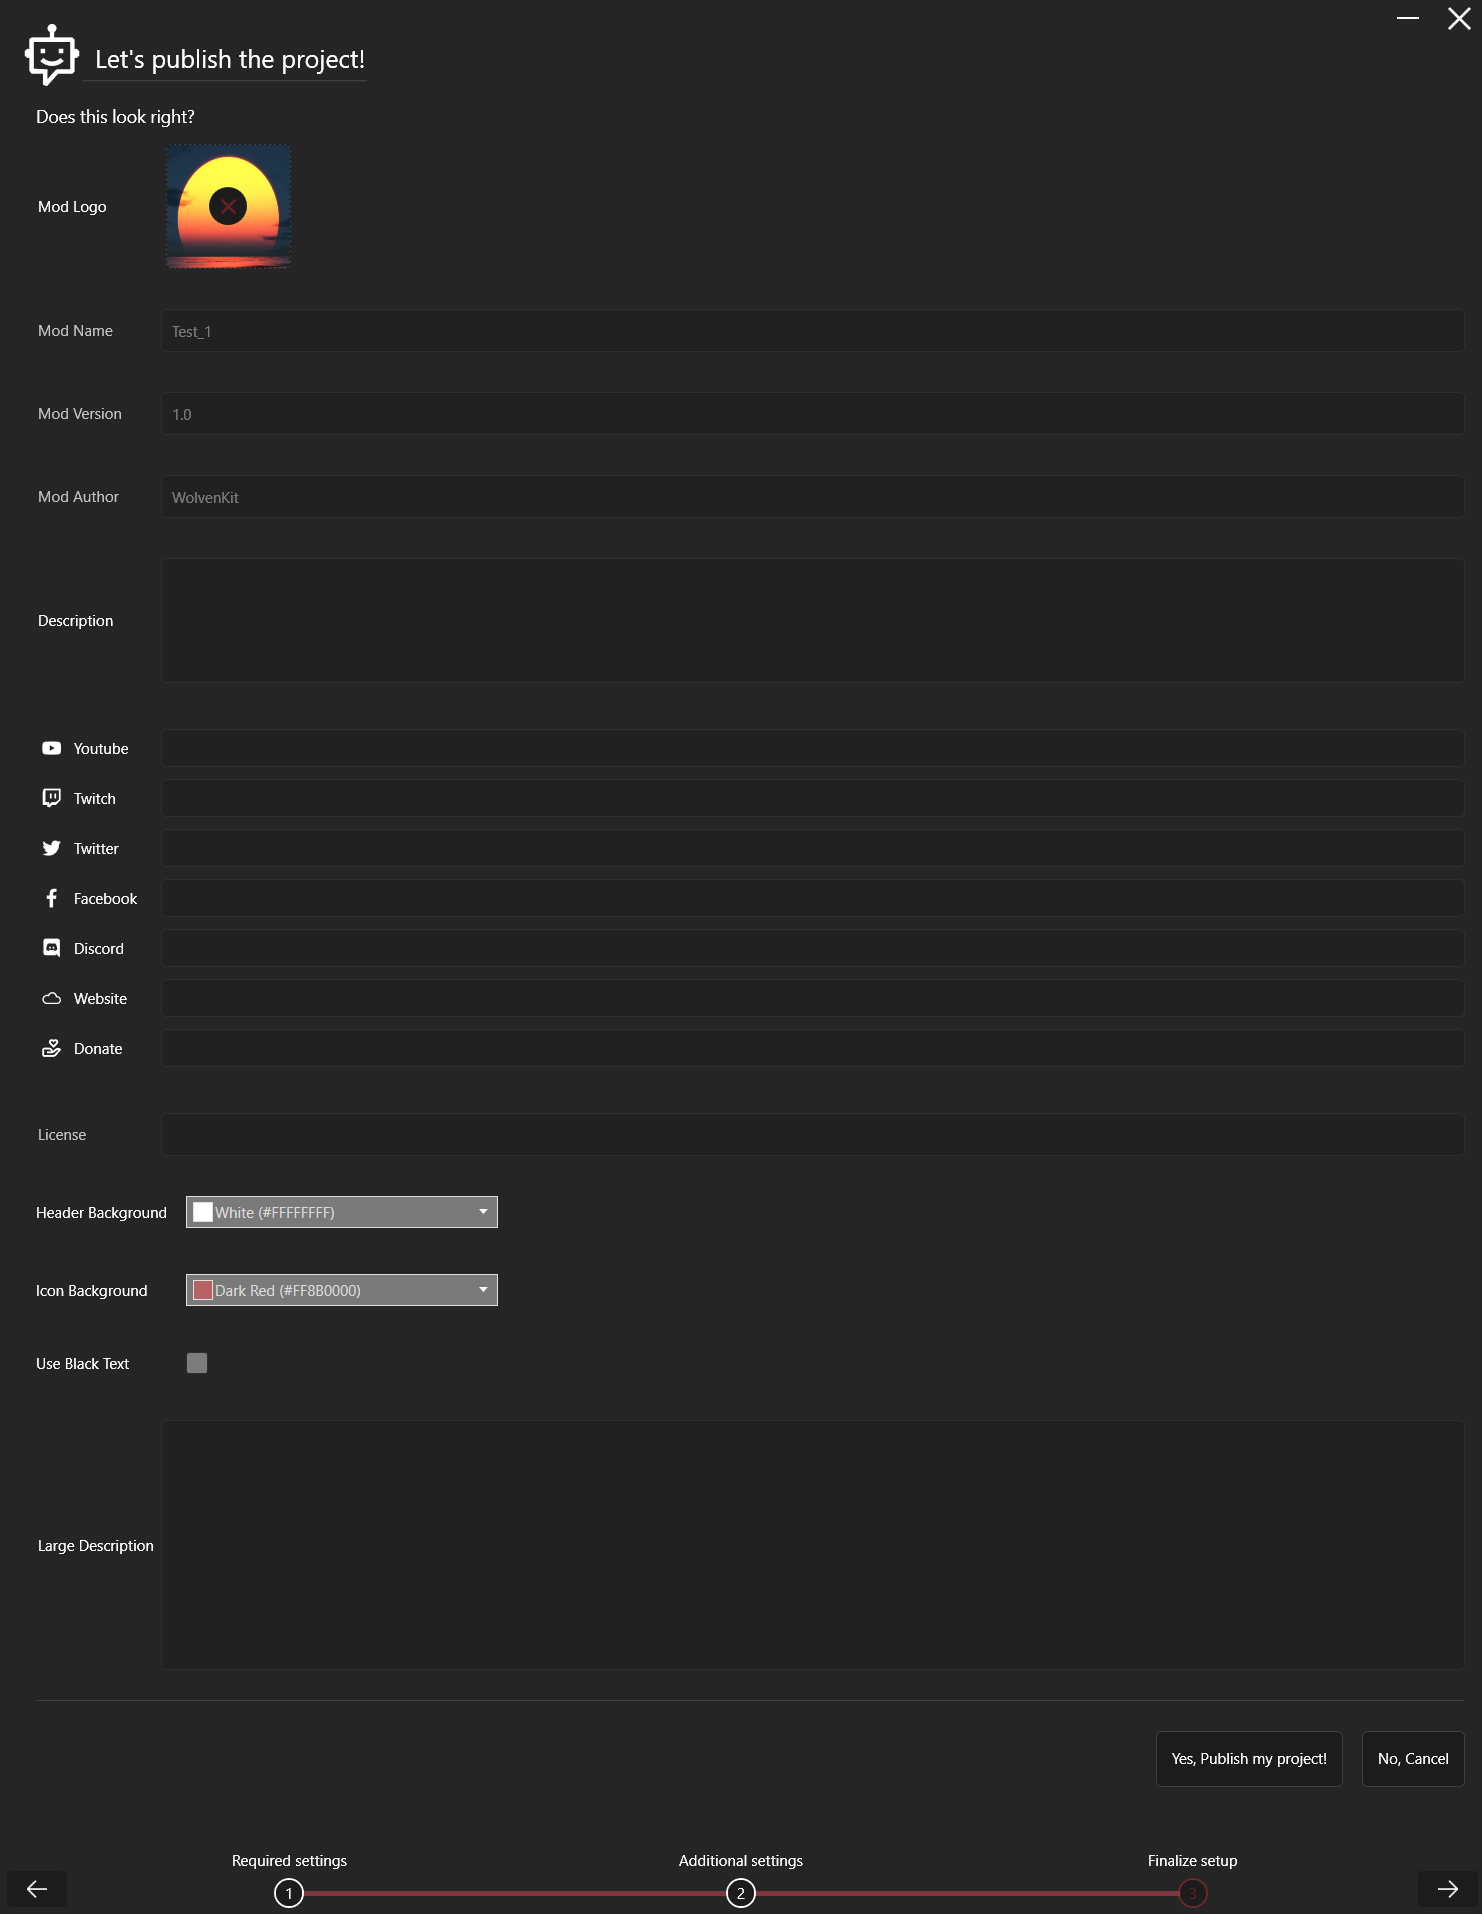 Let's publish the project!
Does this look right?
Mod Logo
Mod Name
Test_1
Mod Version
1.0
Mod Author
WolvenKit
Description
Youtube
Twitch
Twitter
Facebook
Discord
Website
Donate
License
Header Background
White (#FFFFFFFF)
Icon Background
Dark Red (#FF8B0000)
Use Black Text
Large Description
Yes, Publish my project!
No, Cancel
Required settings
Additional settings
Finalize setup
1
2
3